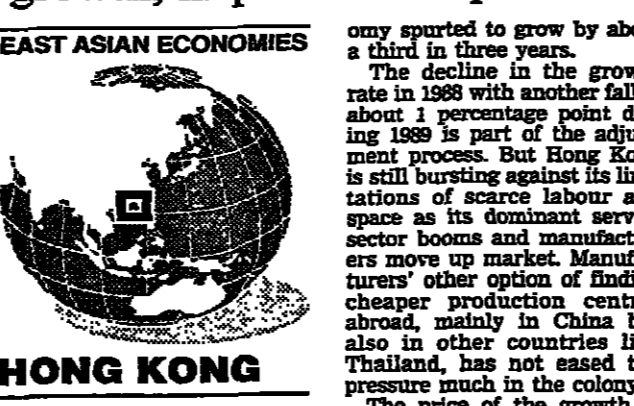 EAST ASIAN ECONOMIES
HONG KONG
omy spurted to grow by abo
a third in three years.
The decline in the grow
rate in 1988 with another fall
about 1 percentage point d
ing 1989 is part of the adju
ment process. But Hong Ko
is still bursting against its lim
tations of scarce labour a
space as its dominant serv
sector booms and manufact
ers move up market. Manuf
turers' other option of findi
cheaper production centr
abroad, mainly in China b
also in other countries li
Thailand, has not eased t
pressure much in the colony
The price of the growth